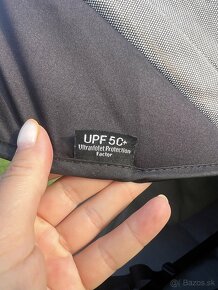 UPF 50+
Ultraviolet Protection
Factor
bazos.sk